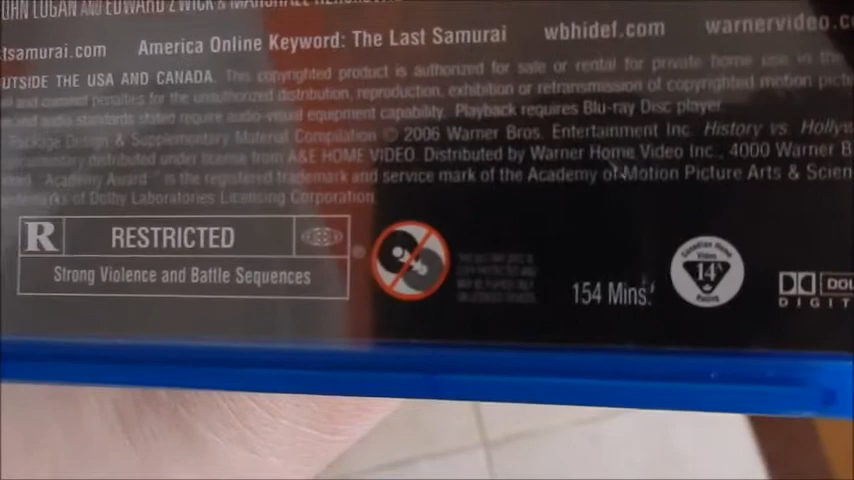 OHN LOGAN AND EDWARD ZWICK & MARSHALL
tsamurai.com America Online Keyword: The Last Samurai wbhidef.com warnervideo.c
OUTSIDE THE USA AND CANADA. This copyrighted product is authorized for sale or rental for private home use in the
and criminal penalties for the unauthorized distribution, reproduction, exhibition or retransmission of copyrighted motion pictu
and audio standards stated require audio-visual equipment capability. Playback requires Blu-ray Disc player.
Package Design & Supplementary Material Compilation © 2006 Warner Bros. Entertainment Inc. History vs. Hollyw
distributed under license from A&E HOME VIDEO. Distributed by Warner Home Video Inc., 4000 Warner B
"Academy Award" is the registered trademark and service mark of the Academy of Motion Picture Arts & Scien
of Dolby Laboratories Licensing Corporation.
R RESTRICTED
Strong Violence and Battle Sequences
154 Mins.
Canadian Home
Video
14A
Rating
DOL
DIGIT